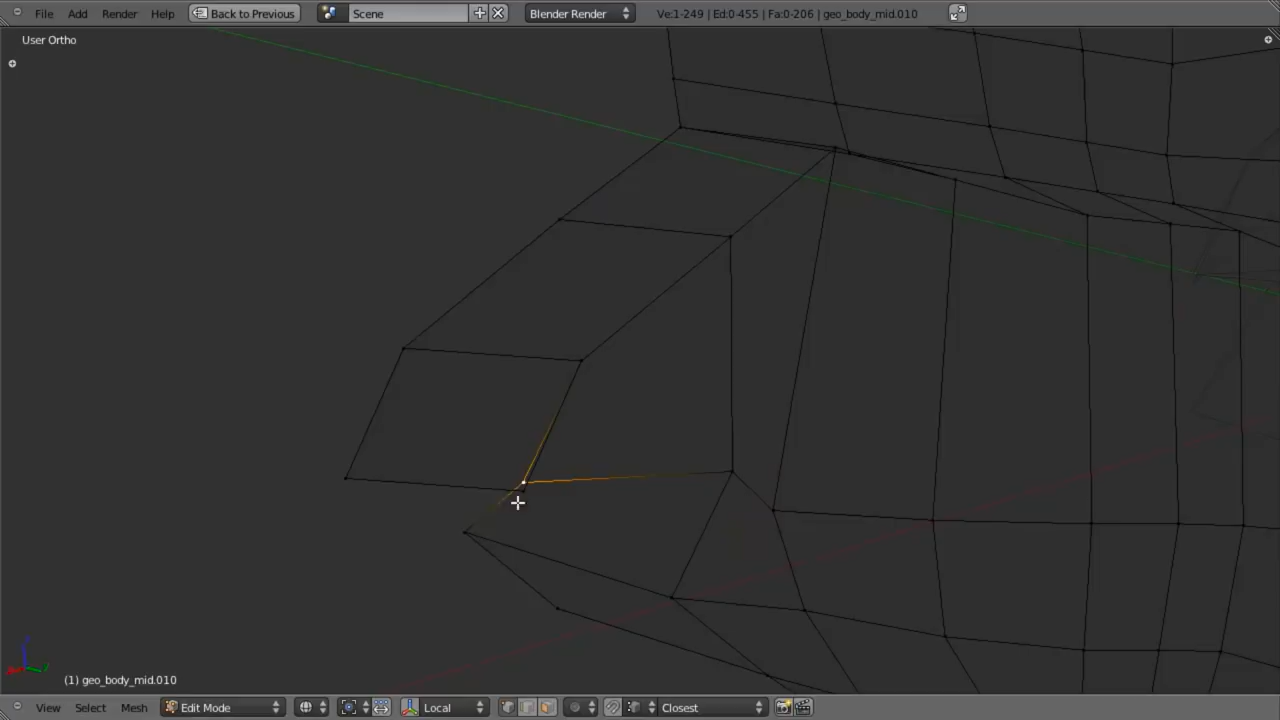 File Add Render Help Back to Previous Scene Blender Render Ve:1-249 | Ed:0-455 | Fa:0-206 | geo_body_mid.010
User Ortho
(1) geo_body_mid.010
View Select Mesh Edit Mode Local Closest